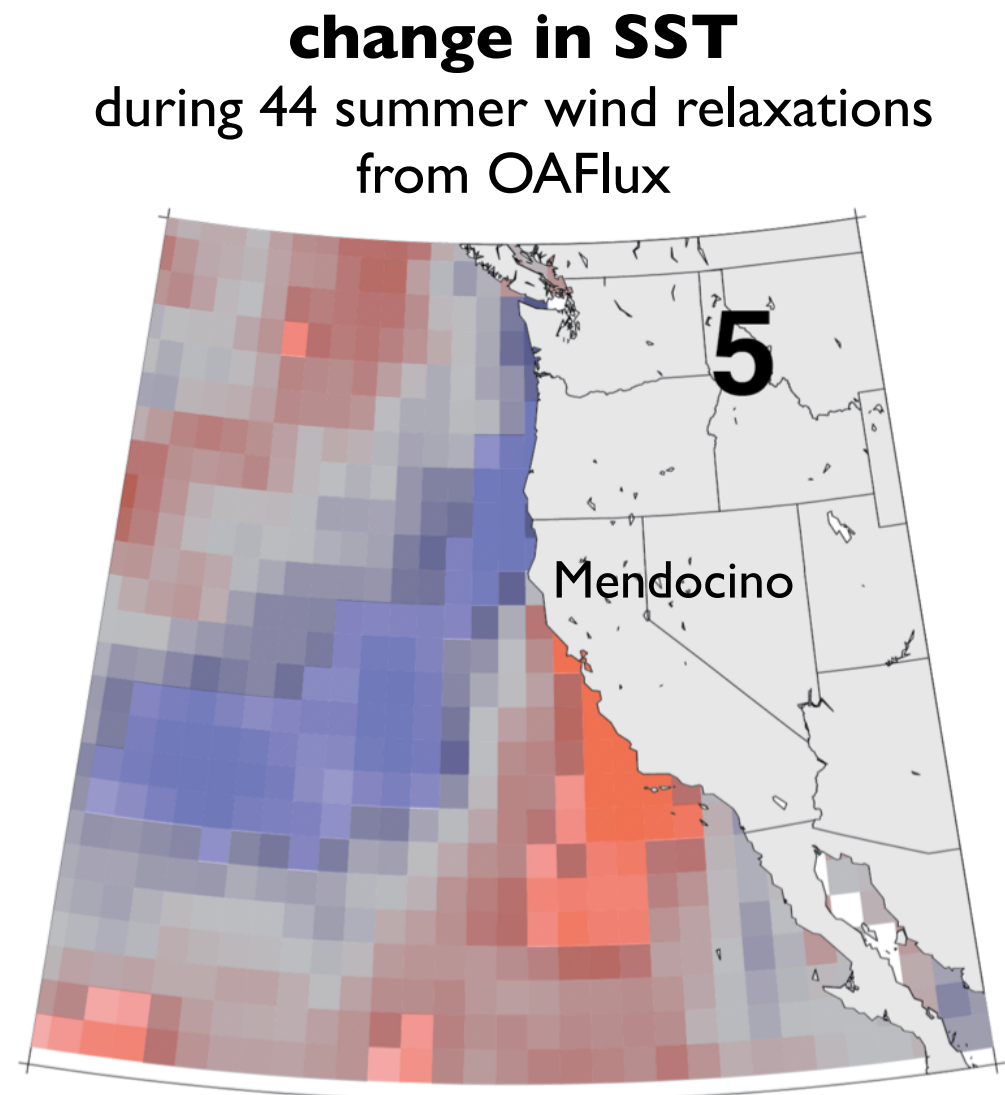 change in SST
during 44 summer wind relaxations
from OAFlux
5
Mendocino